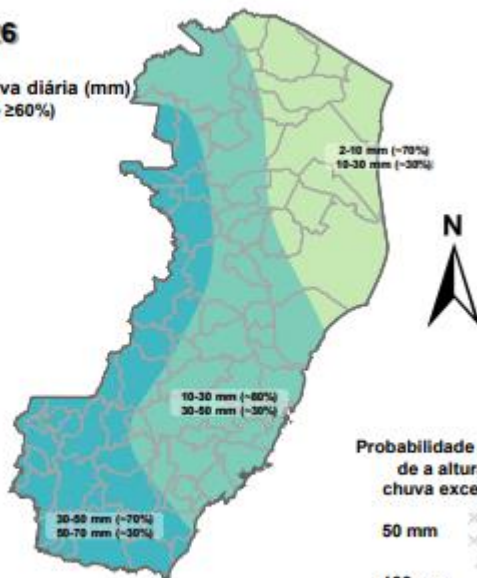 6
va diária (mm)
≥60%)
2-10 mm (~70%)
10-30 mm (~30%)
N
10-30 mm (~60%)
30-50 mm (~30%)
Probabilidade
de a altur
chuva exce
50 mm
30-50 mm (~70%)
50-70 mm (~30%)